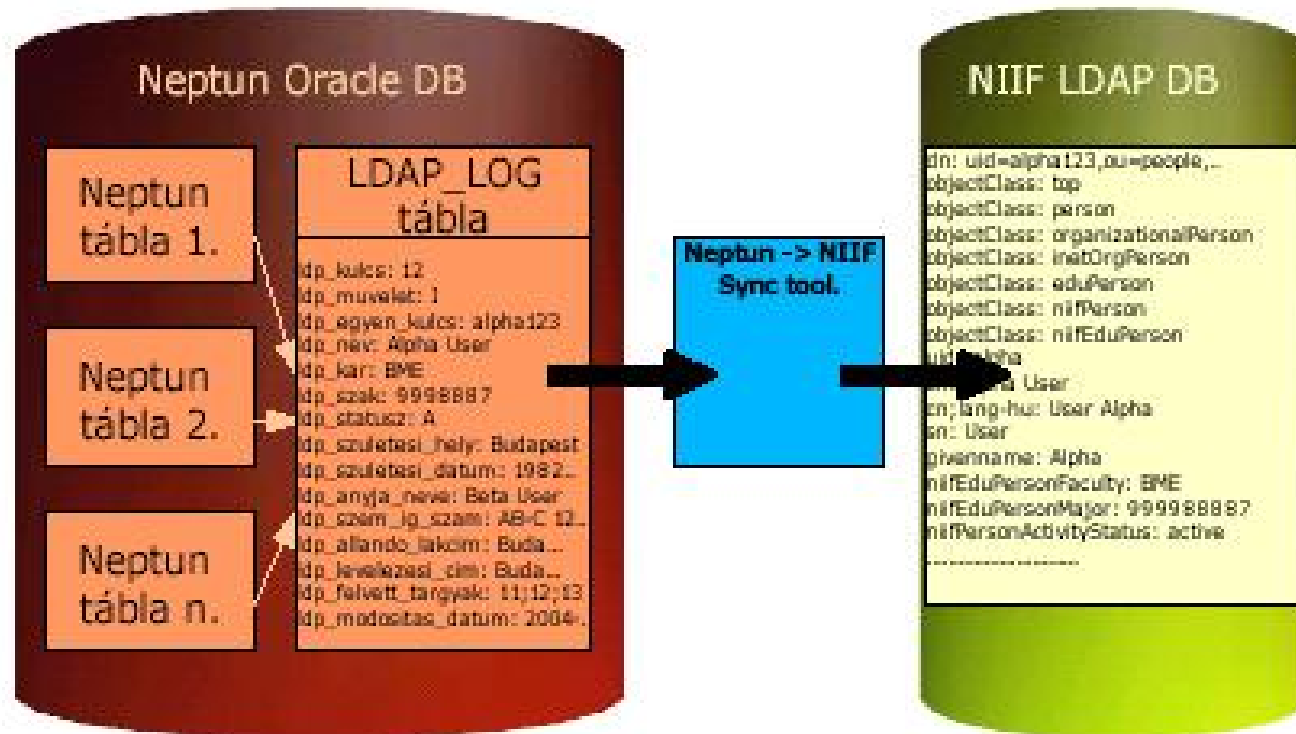 Neptun Oracle DB
Neptun
tábla 1.
Neptun
tábla 2.
Neptun
tábla n.
LDAP_LOG
tábla
ldp_kulcs: 12
ldp_muvelet: I
ldp_egyen_kulcs: alpha123
ldp_nev: Alpha User
ldp_kar: BME
ldp_szak: 9998887
ldp_statusz: A
ldp_szuletesi_hely: Budapest
ldp_szuletesi_datum: 1982..
ldp_anyja_neve: Beta User
ldp_szem_ig_szam: AB-C 12..
ldp_allando_lakcim: Buda...
ldp_levelezesi_cim: Buda...
ldp_felvett_targyak: 11;12;13
ldp_modositas_datum: 2004-..
Neptun -> NIIF
Sync tool.
NIIF LDAP DB
dn: uid=alpha123,ou=people,..
objectClass: top
objectClass: person
objectClass: organizationalPerson
objectClass: inetOrgPerson
objectClass: eduPerson
objectClass: niifPerson
objectClass: niifEduPerson
User
cn;lang-hu: User Alpha
sn: User
givenname: Alpha
niifEduPersonFaculty: BME
niifEduPersonMajor: 999988887
niifPersonActivityStatus: active